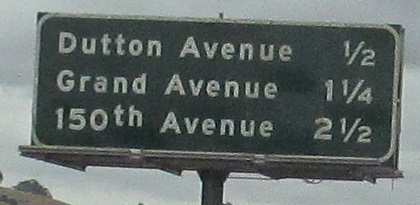 Dutton Avenue ½
Grand Avenue 1¼
150th Avenue 2½